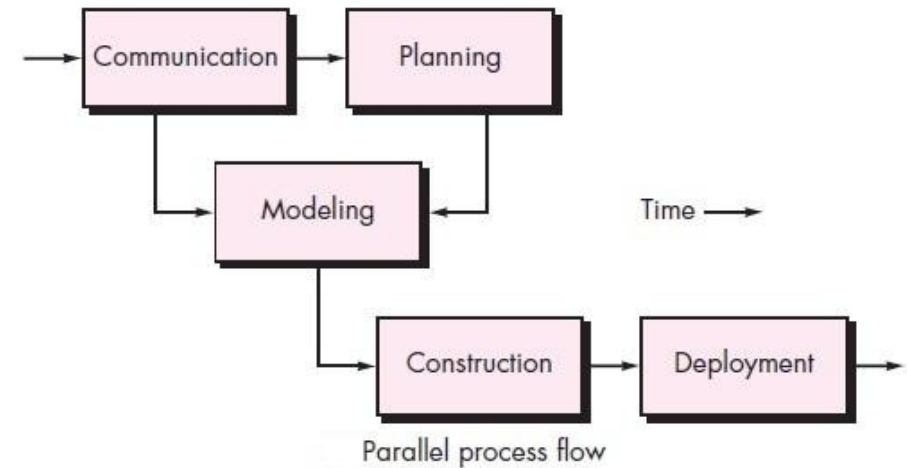 Communication
Planning
Modeling
Time
Construction
Deployment
Parallel process flow